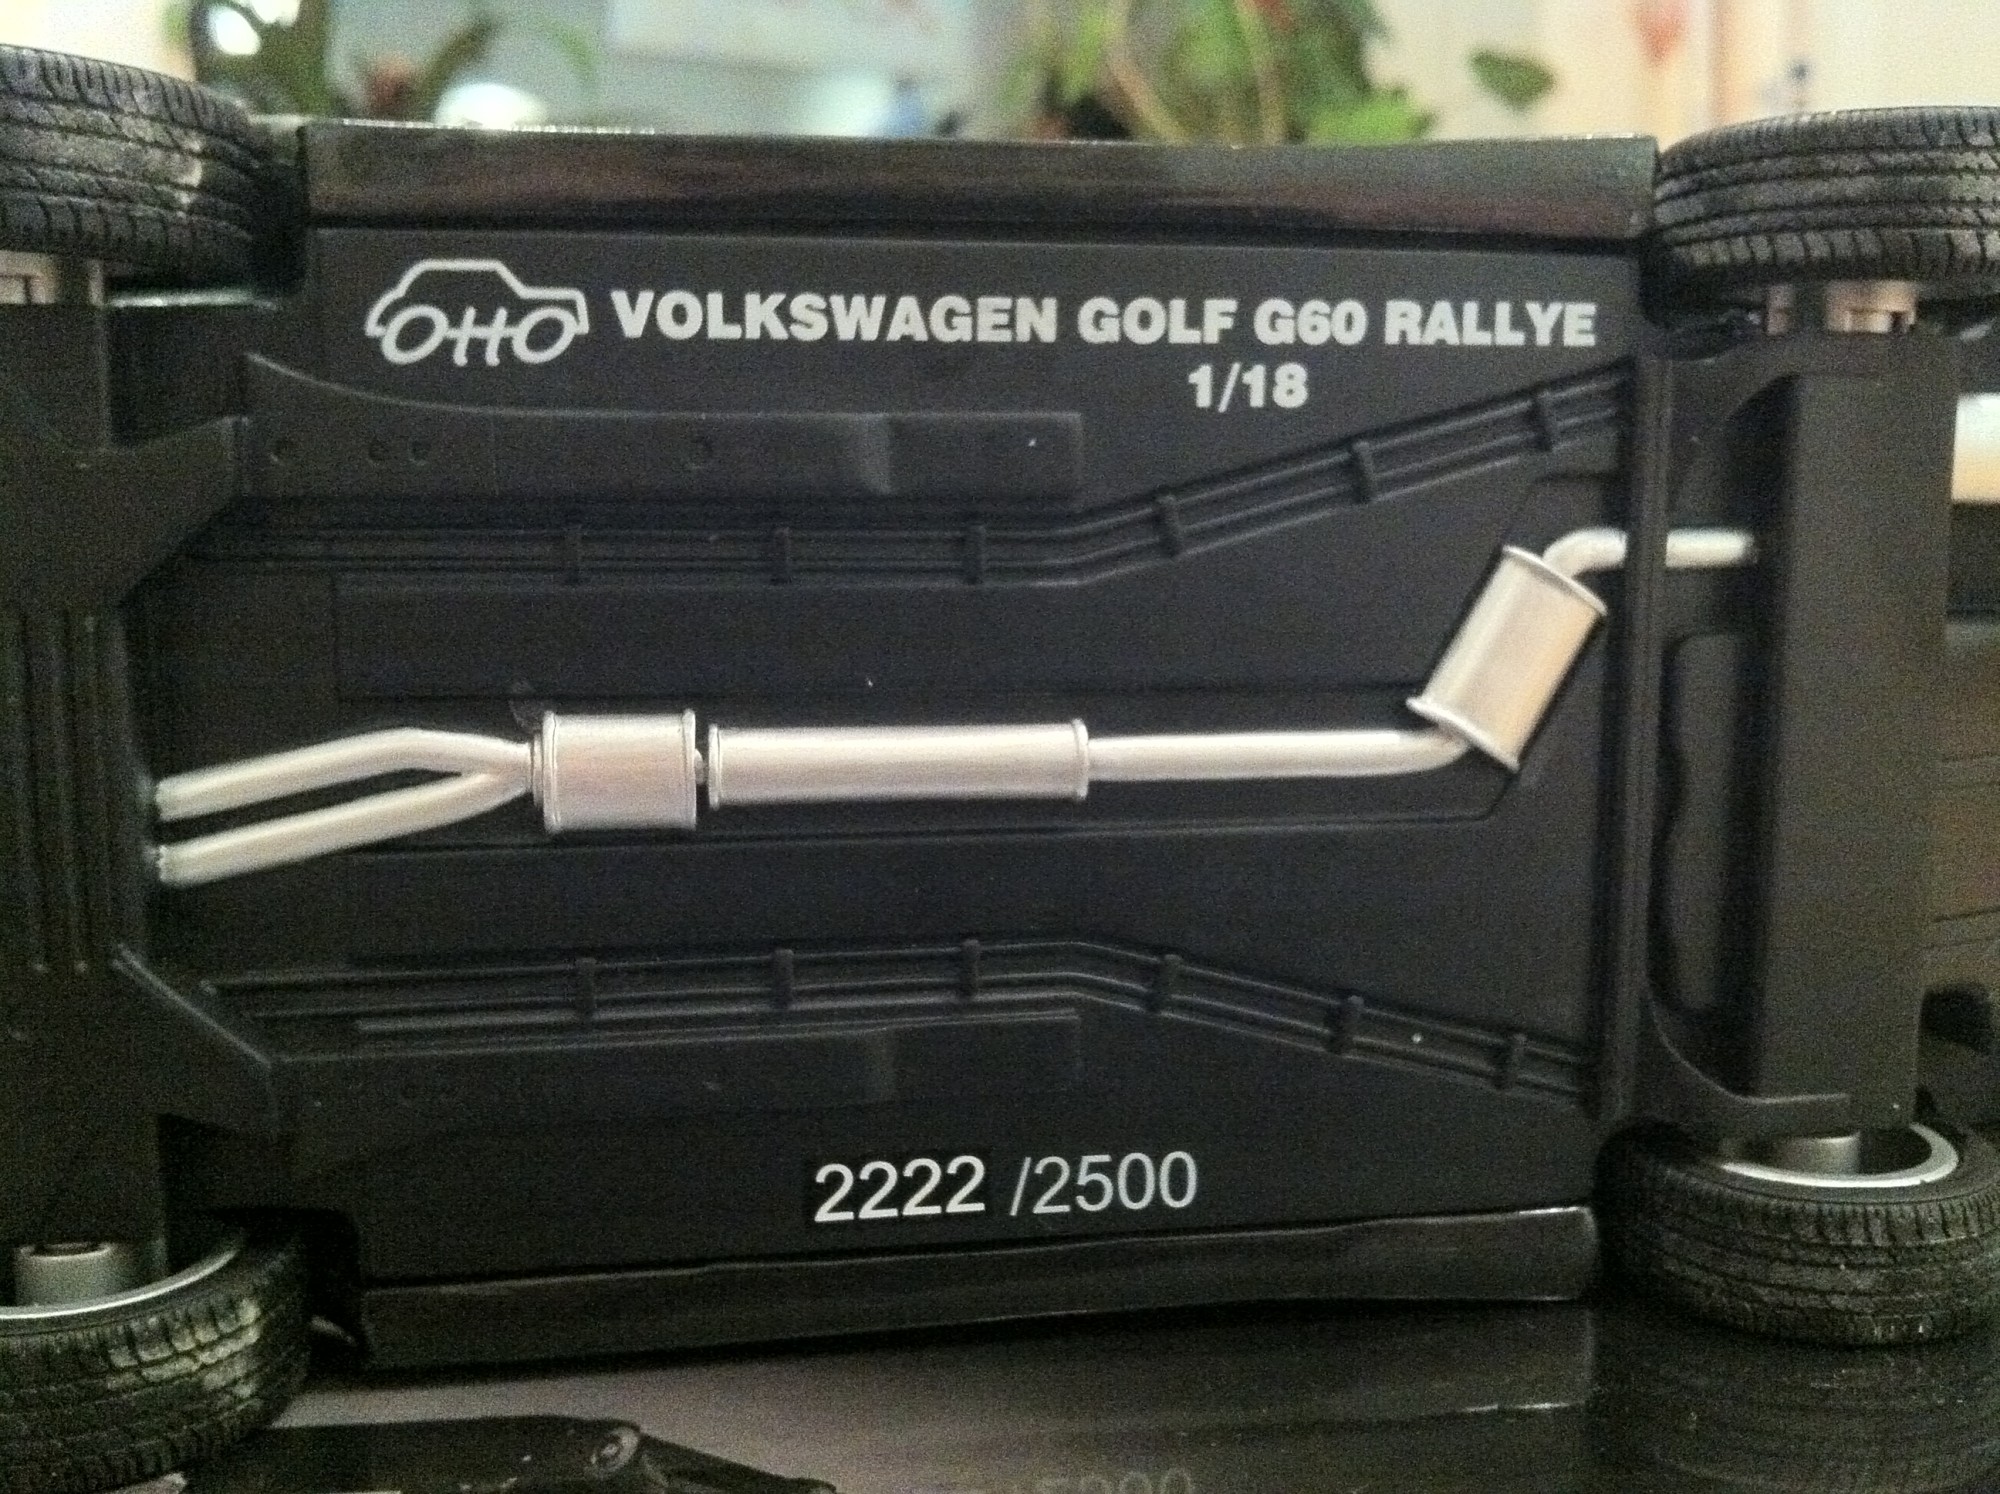 OttO VOLKSWAGEN GOLF G60 RALLYE
1/18
2222 /2500